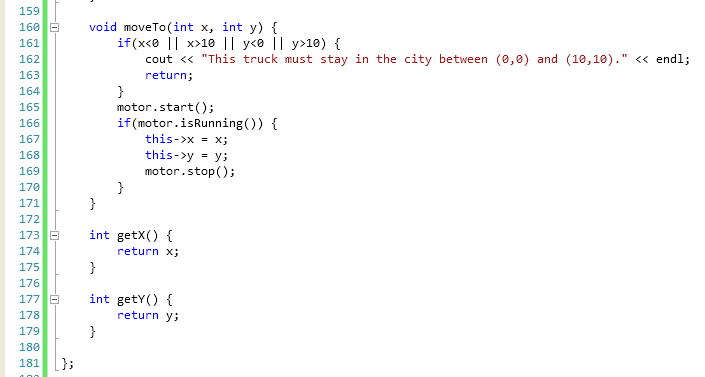 159
160 void moveTo(int x, int y) {
161 if(x<0 || x>10 || y<0 || y>10) {
162 cout << "This truck must stay in the city between (0,0) and (10,10)." << endl;
163 return;
164 }
165 motor.start();
166 if(motor.isRunning()) {
167 this->x = x;
168 this->y = y;
169 motor.stop();
170 }
171 }
172
173 int getX() {
174 return x;
175 }
176
177 int getY() {
178 return y;
179 }
180
181 };